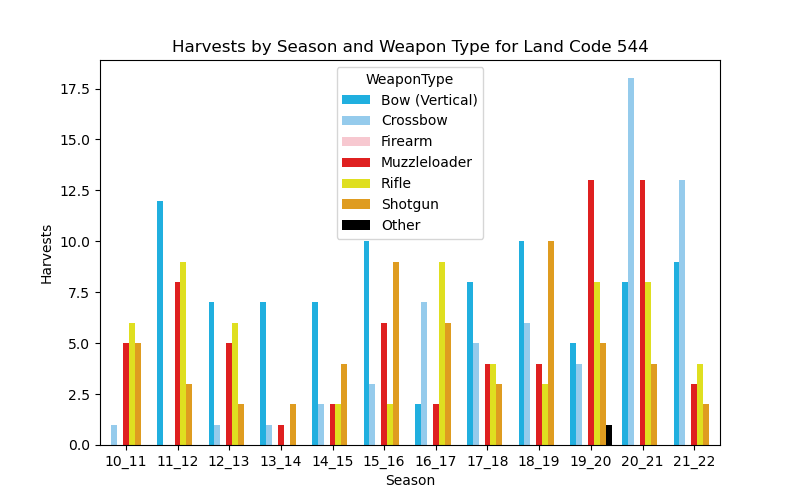 Harvests by Season and Weapon Type for Land Code 544
WeaponType
Bow (Vertical)
Crossbow
Firearm
Muzzleloader
Rifle
Shotgun
Other
Harvests
17.5
15.0
12.5
10.0
7.5
5.0
2.5
0.0
10_11 11_12 12_13 13_14 14_15 15_16 16_17 17_18 18_19 19_20 20_21 21_22
Season